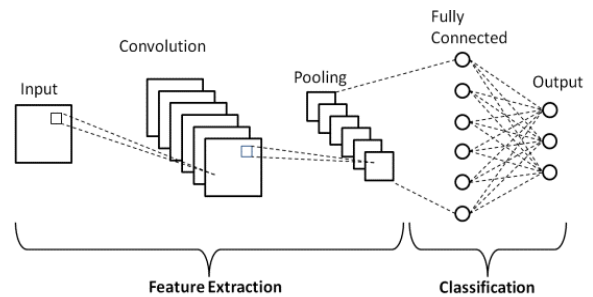 Fully
Connected
Convolution
Pooling
Input
Output
Feature Extraction
Classification